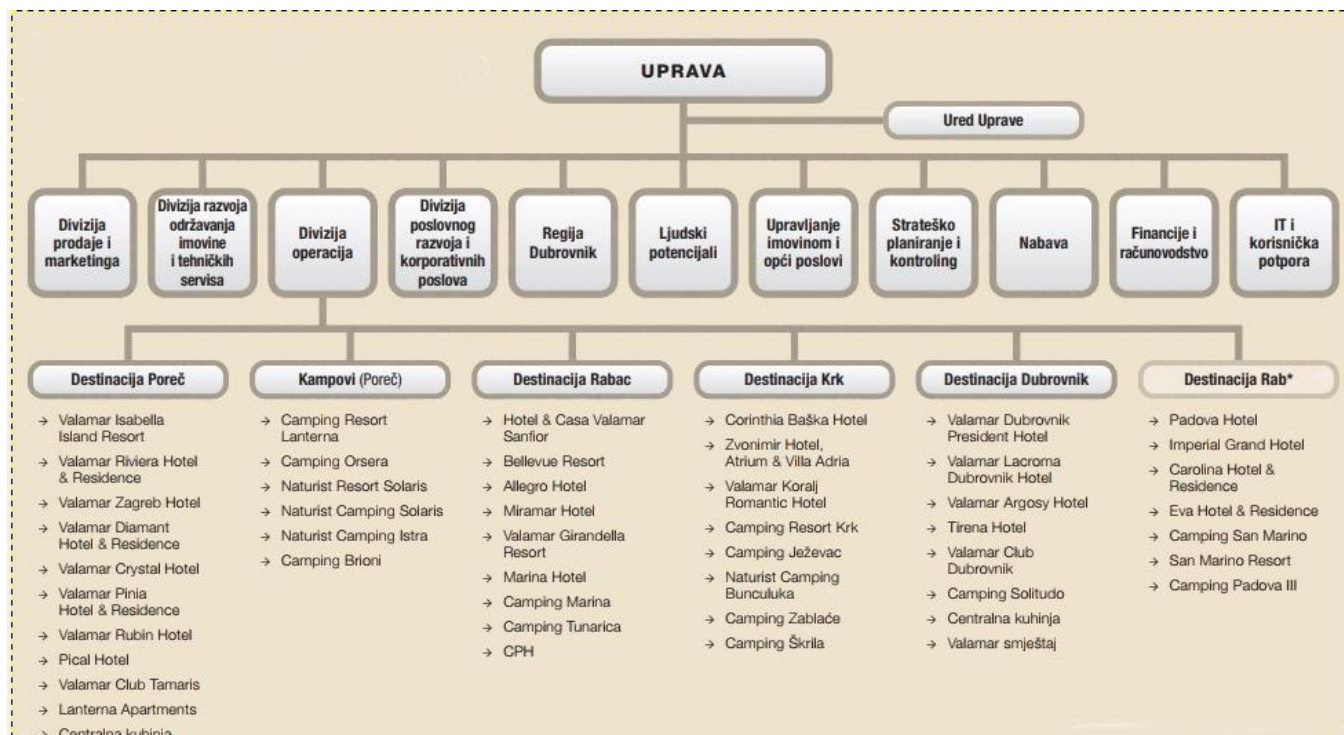 UPRAVA
Ured Uprave
Divizija
prodaje i
marketinga
Divizija razvoja
održavanja
imovine
i tehničkih
servisa
Divizija
operacija
Divizija
poslovnog
razvoja i
korporativnih
poslova
Regija
Dubrovnik
Ljudski
potencijali
Upravljanje
imovinom i
opći poslovi
Strateško
planiranje i
kontroling
Nabava
Financije i
računovodstvo
IT i
korisnička
potpora
Destinacija Poreč
→ Valamar Isabella
Island Resort
→ Valamar Riviera Hotel
& Residence
→ Valamar Zagreb Hotel
→ Valamar Diamant
Hotel & Residence
→ Valamar Crystal Hotel
→ Valamar Pinia
Hotel & Residence
→ Valamar Rubin Hotel
→ Pical Hotel
→ Valamar Club Tamaris
→ Lanterna Apartments
→ Centralna kuhinja
Kampovi (Poreč)
→ Camping Resort
Lanterna
→ Camping Orsera
→ Naturist Resort Solaris
→ Naturist Camping Solaris
→ Naturist Camping Istra
→ Camping Brioni
Destinacija Rabac
→ Hotel & Casa Valamar
Sanfior
→ Bellevue Resort
→ Allegro Hotel
→ Miramar Hotel
→ Valamar Girandella
Resort
→ Marina Hotel
→ Camping Marina
→ Camping Tunarica
→ CPH
Destinacija Krk
→ Corinthia Baška Hotel
→ Zvonimir Hotel,
Atrium & Villa Adria
→ Valamar Koralj
Romantic Hotel
→ Camping Resort Krk
→ Camping Ježevac
→ Naturist Camping
Bunculuka
→ Camping Zablaće
→ Camping Škrila
Destinacija Dubrovnik
→ Valamar Dubrovnik
President Hotel
→ Valamar Lacroma
Dubrovnik Hotel
→ Valamar Argosy Hotel
→ Tirena Hotel
→ Valamar Club
Dubrovnik
→ Camping Solitudo
→ Centralna kuhinja
→ Valamar smještaj
Destinacija Rab*
→ Padova Hotel
→ Imperial Grand Hotel
→ Carolina Hotel &
Residence
→ Eva Hotel & Residence
→ Camping San Marino
→ San Marino Resort
→ Camping Padova III